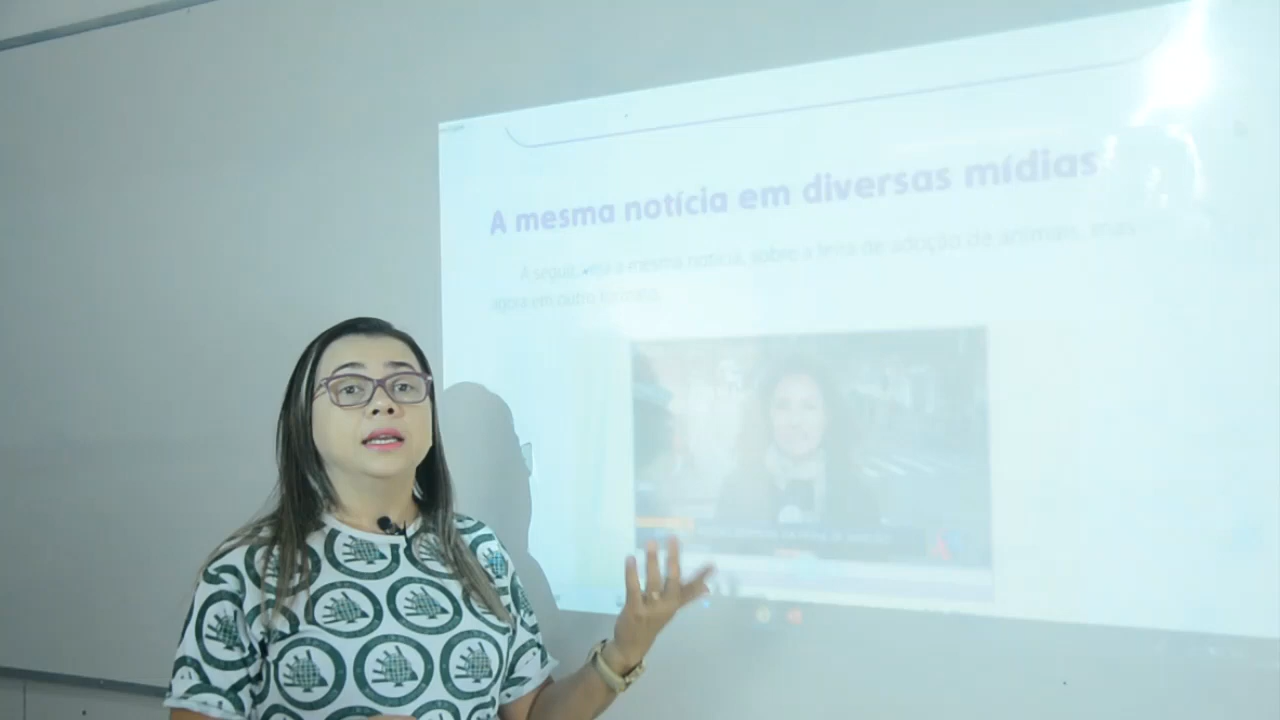 A mesma notícia em diversas mídias
A seguir, veja a mesma notícia, sobre a feira de adoção de animais, mas
agora em outro formato.